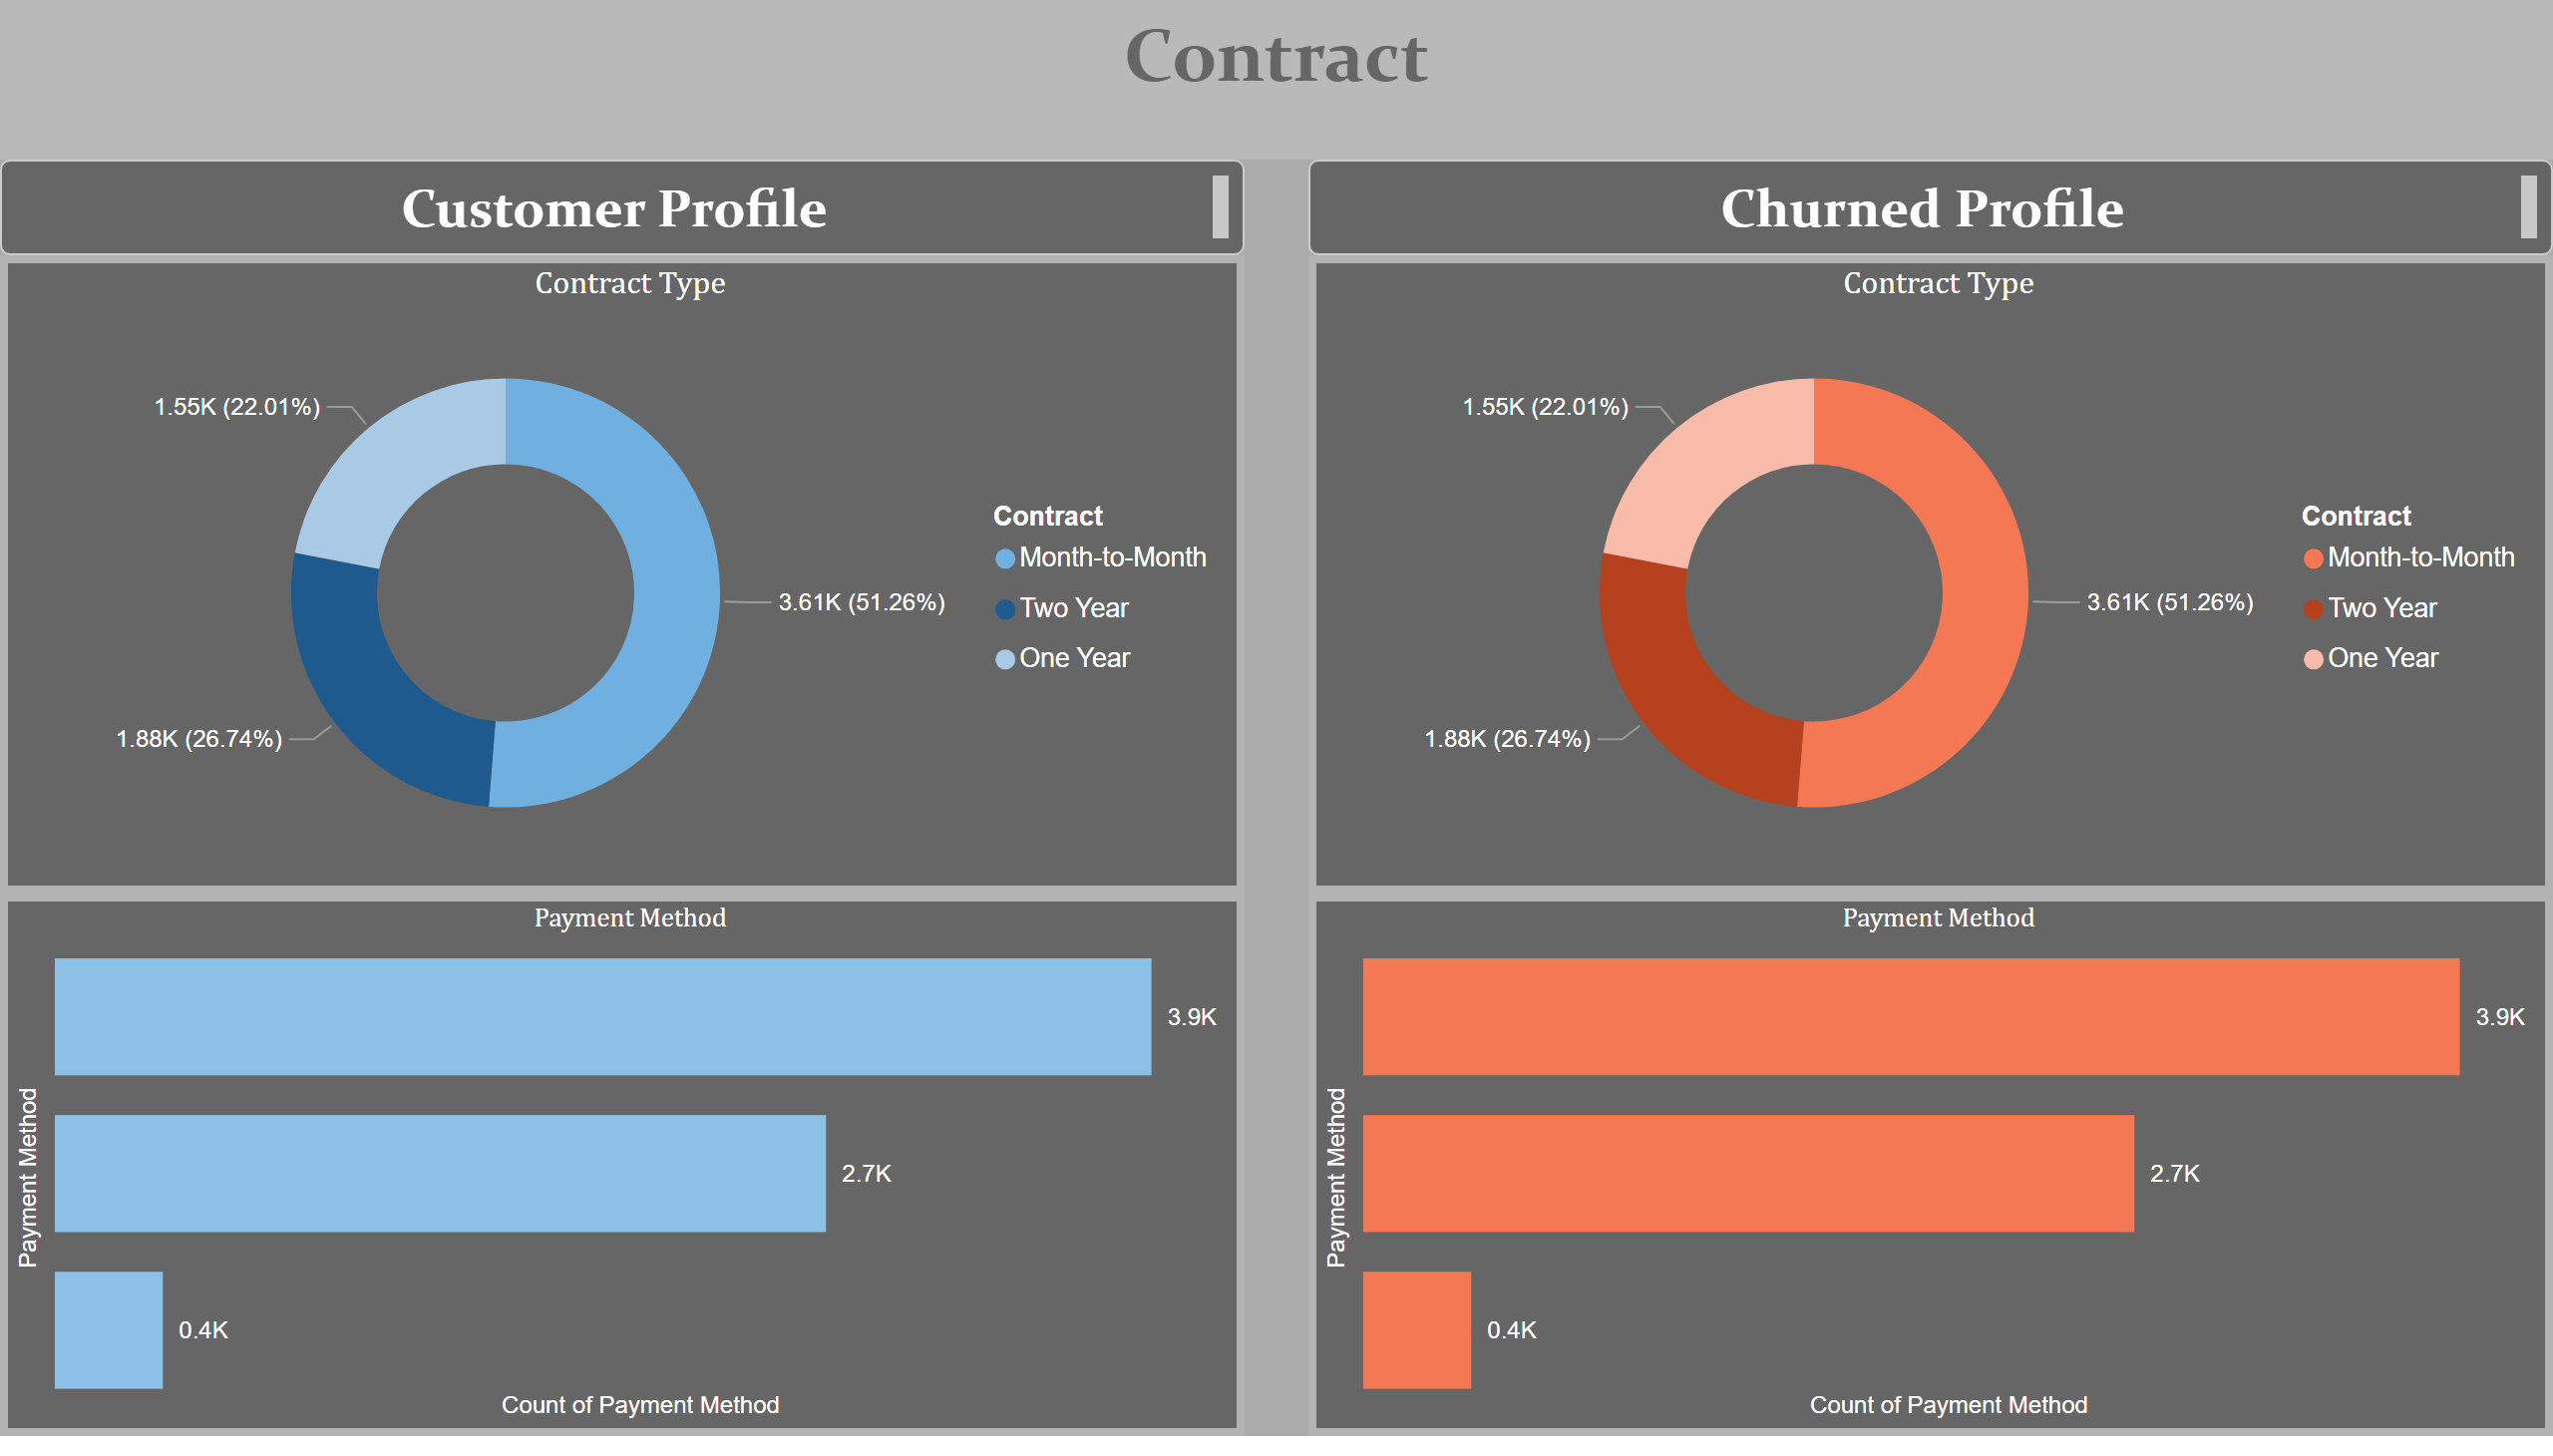 Contract
Customer Profile
Contract Type
1.55K (22.01%)
3.61K (51.26%)
1.88K (26.74%)
Contract
Month-to-Month
Two Year
One Year
Payment Method
Payment Method
3.9K
2.7K
0.4K
Count of Payment Method
Churned Profile
Contract Type
1.55K (22.01%)
3.61K (51.26%)
1.88K (26.74%)
Contract
Month-to-Month
Two Year
One Year
Payment Method
Payment Method
3.9K
2.7K
0.4K
Count of Payment Method